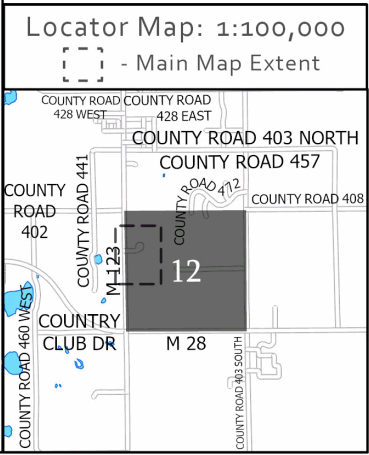 Locator Map: 1:100,000
- Main Map Extent
COUNTY ROAD
428 WEST
COUNTY ROAD
428 EAST
COUNTY ROAD 403 NORTH
COUNTY ROAD 457
COUNTY ROAD 441
COUNTY ROAD 472
COUNTY ROAD 408
COUNTY
ROAD
402
M 123
12
COUNTRY
CLUB DR
M 28
COUNTY ROAD 460 WEST
COUNTY ROAD 403 SOUTH